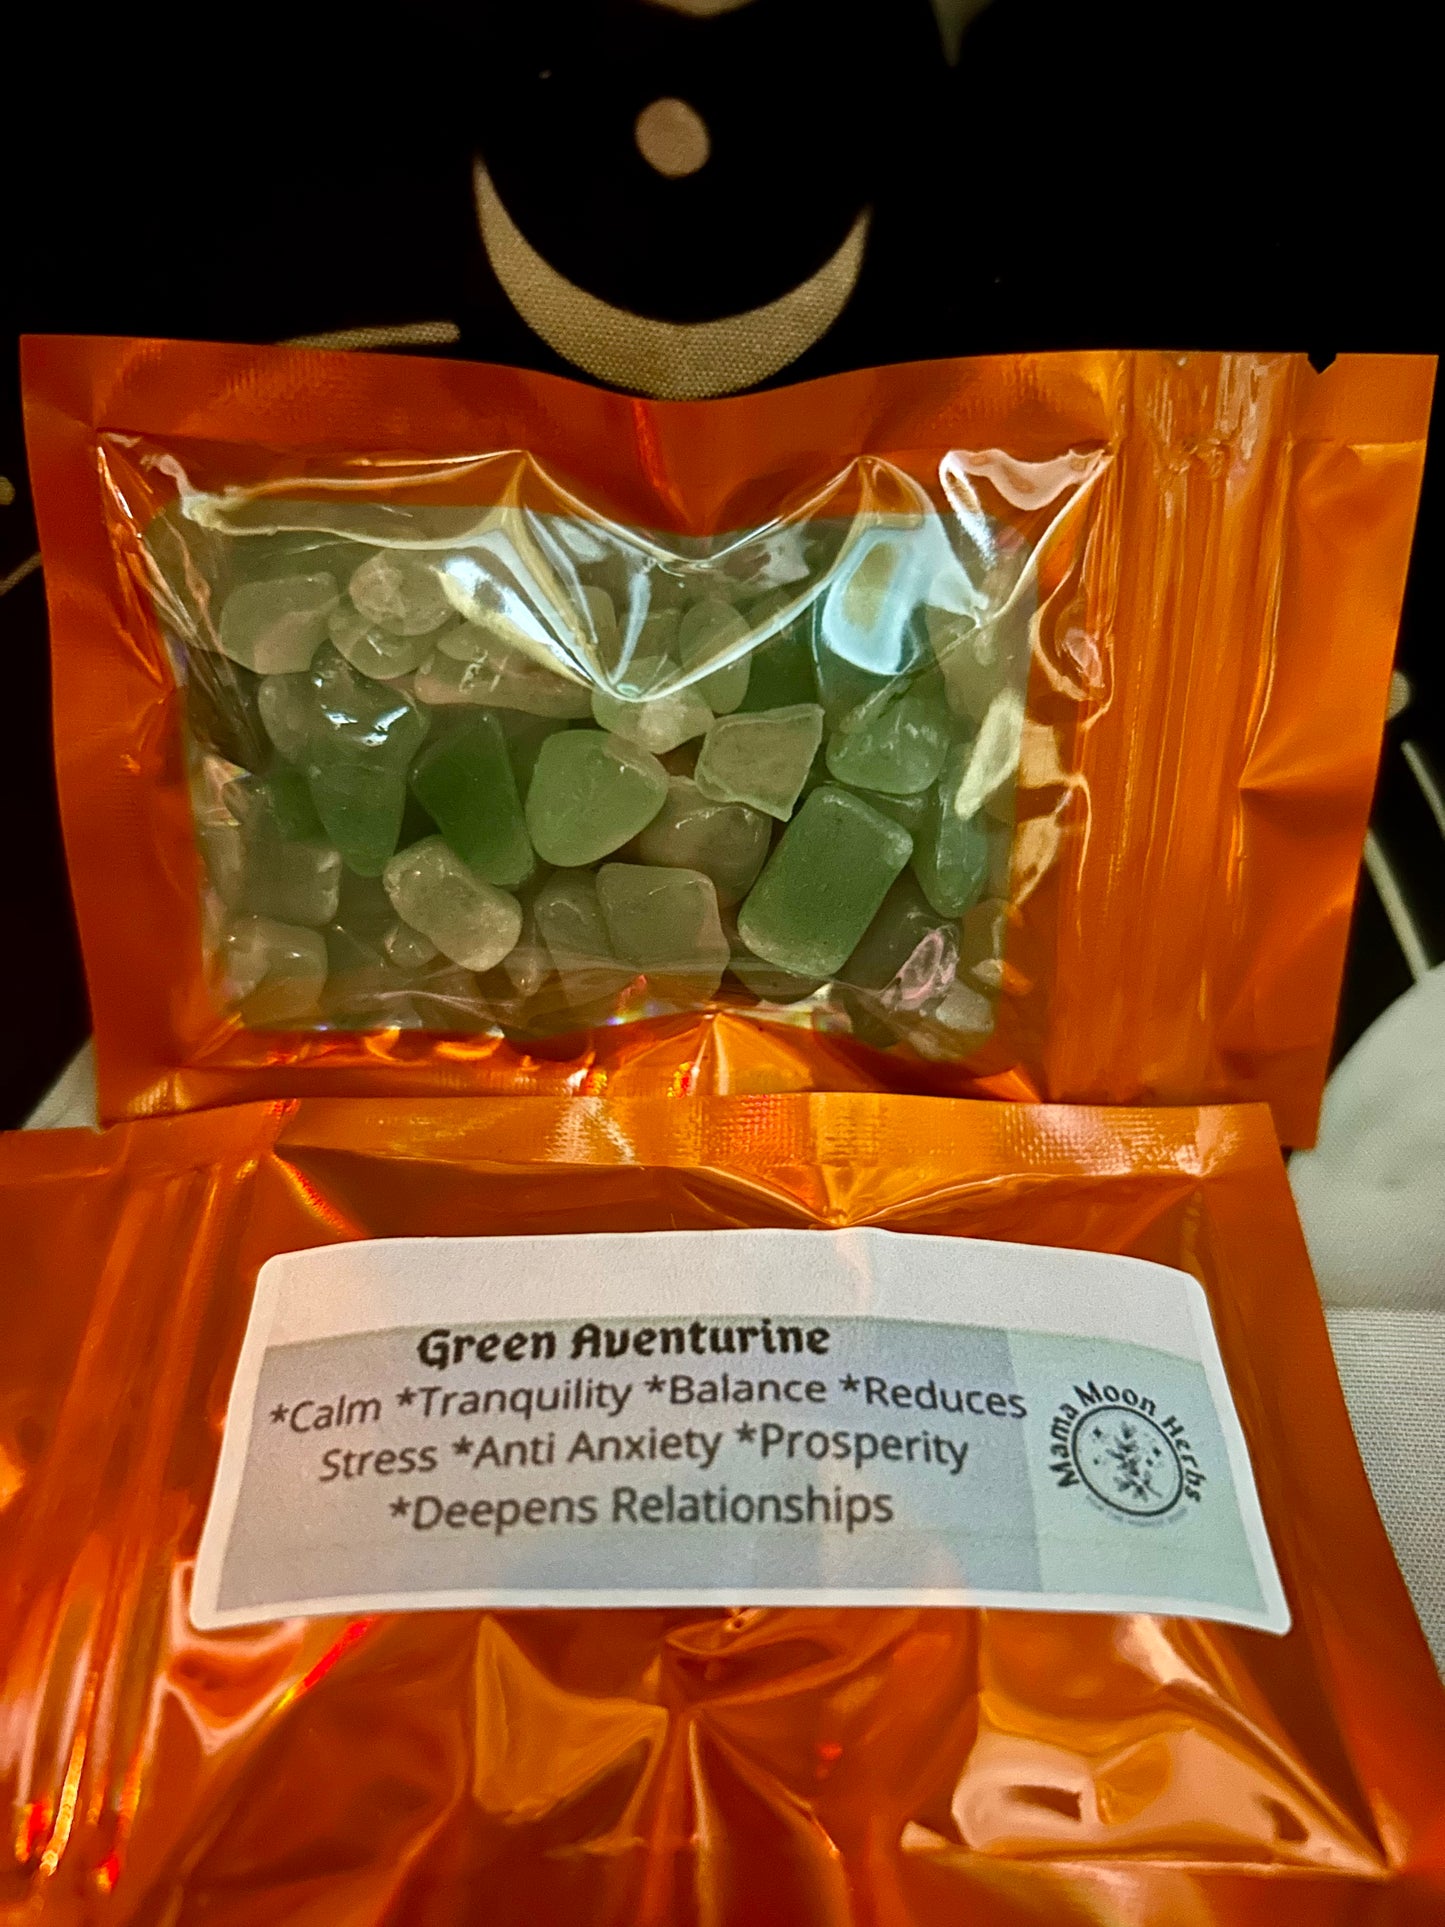 Green Aventurine
*Calm *Tranquility *Balance *Reduces
Stress *Anti Anxiety *Prosperity
*Deepens Relationships
Mama Moon Herbs